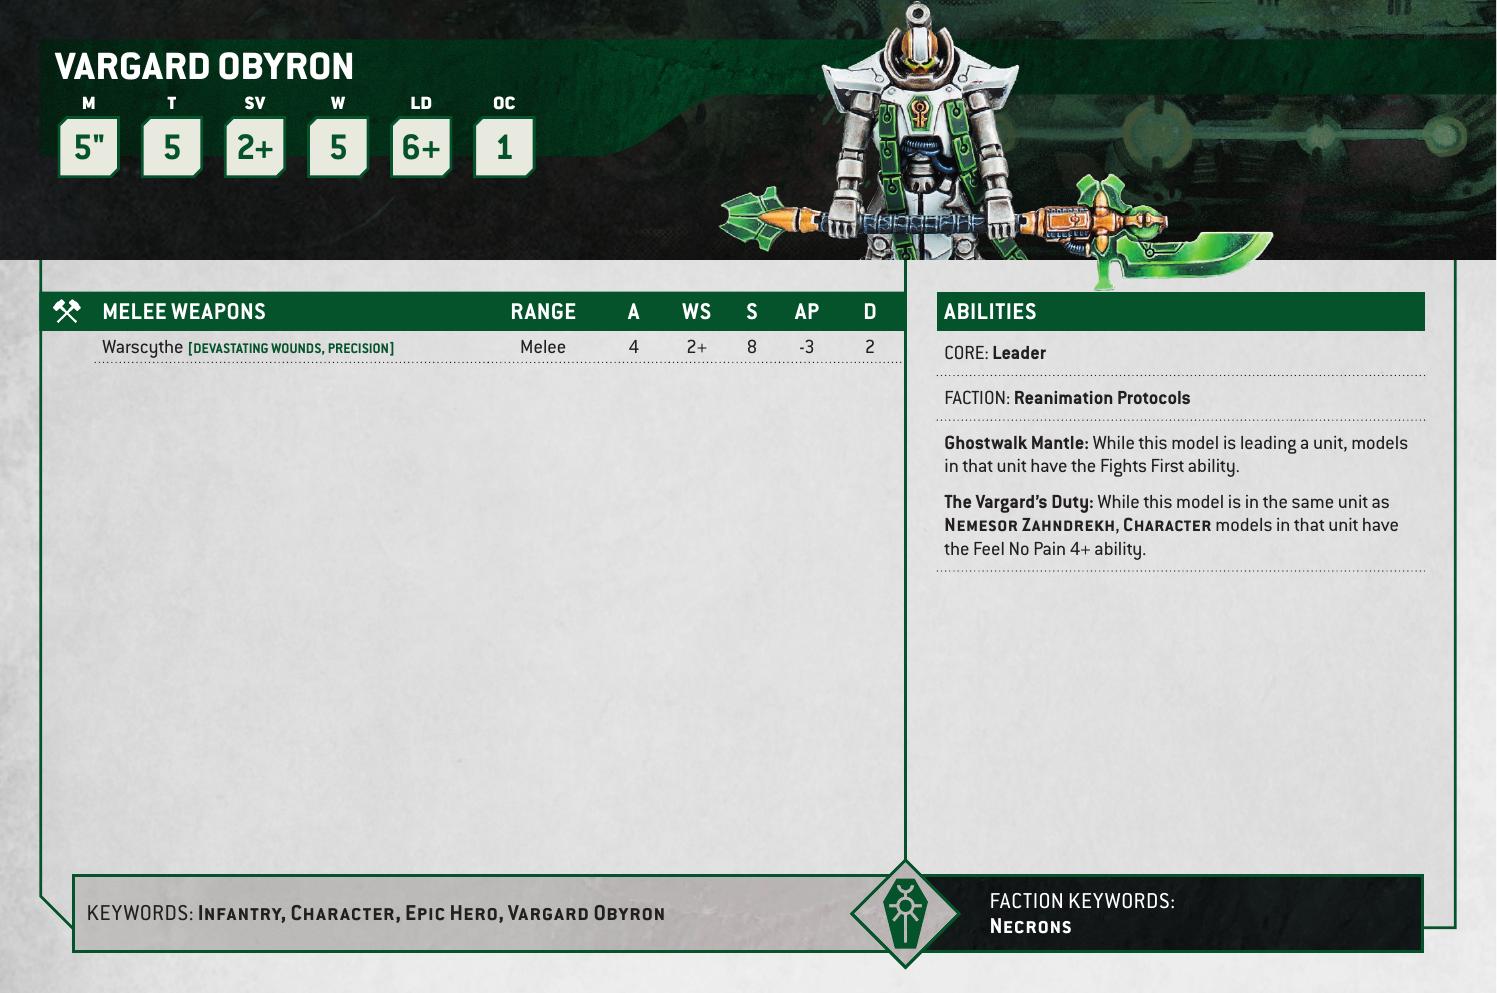 VARGARD OBYRON
M T SV W LD OC
5" 5 2+ 5 6+ 1
MELEE WEAPONS RANGE A WS S AP D
Warscythe [DEVASTATING WOUNDS, PRECISION] Melee 4 2+ 8 -3 2
ABILITIES
CORE: Leader
FACTION: Reanimation Protocols
Ghostwalk Mantle: While this model is leading a unit, models
in that unit have the Fights First ability.
The Vargard’s Duty: While this model is in the same unit as
NEMESOR ZAHNDREKH, CHARACTER models in that unit have
the Feel No Pain 4+ ability.
KEYWORDS: INFANTRY, CHARACTER, EPIC HERO, VARGARD OBYRON
FACTION KEYWORDS:
NECRONS